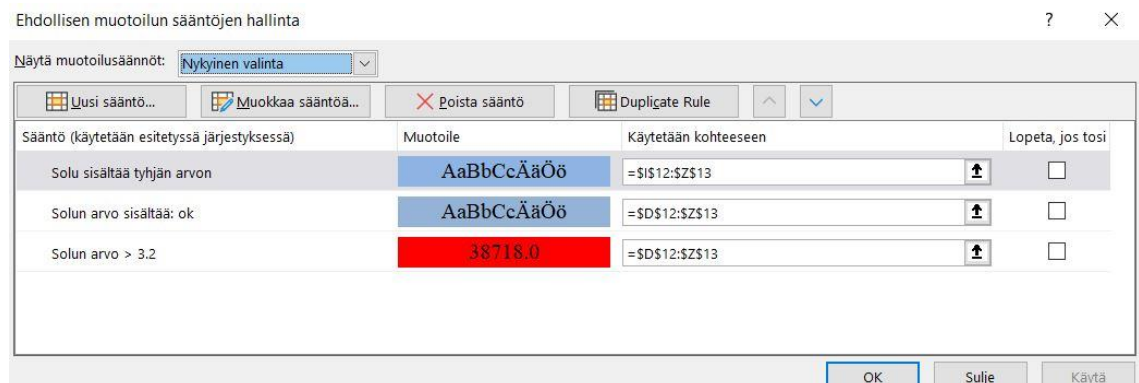 Ehdollisen muotoilun sääntöjen hallinta ?
Näytä muotoilusäännöt: Nykyinen valinta
Uusi sääntö... Muokkaa sääntöä... Poista sääntö Duplicate Rule
Sääntö (käytetään esitetyssä järjestyksessä) Muotoile Käytetään kohteeseen Lopeta, jos tosi
Solu sisältää tyhjän arvon AaBbCcÄäÖö =$I$12:$Z$13
Solun arvo sisältää: ok AaBbCcÄäÖö =$D$12:$Z$13
Solun arvo > 3.2 38718.0 =$D$12:$Z$13
OK Sulje Käytä